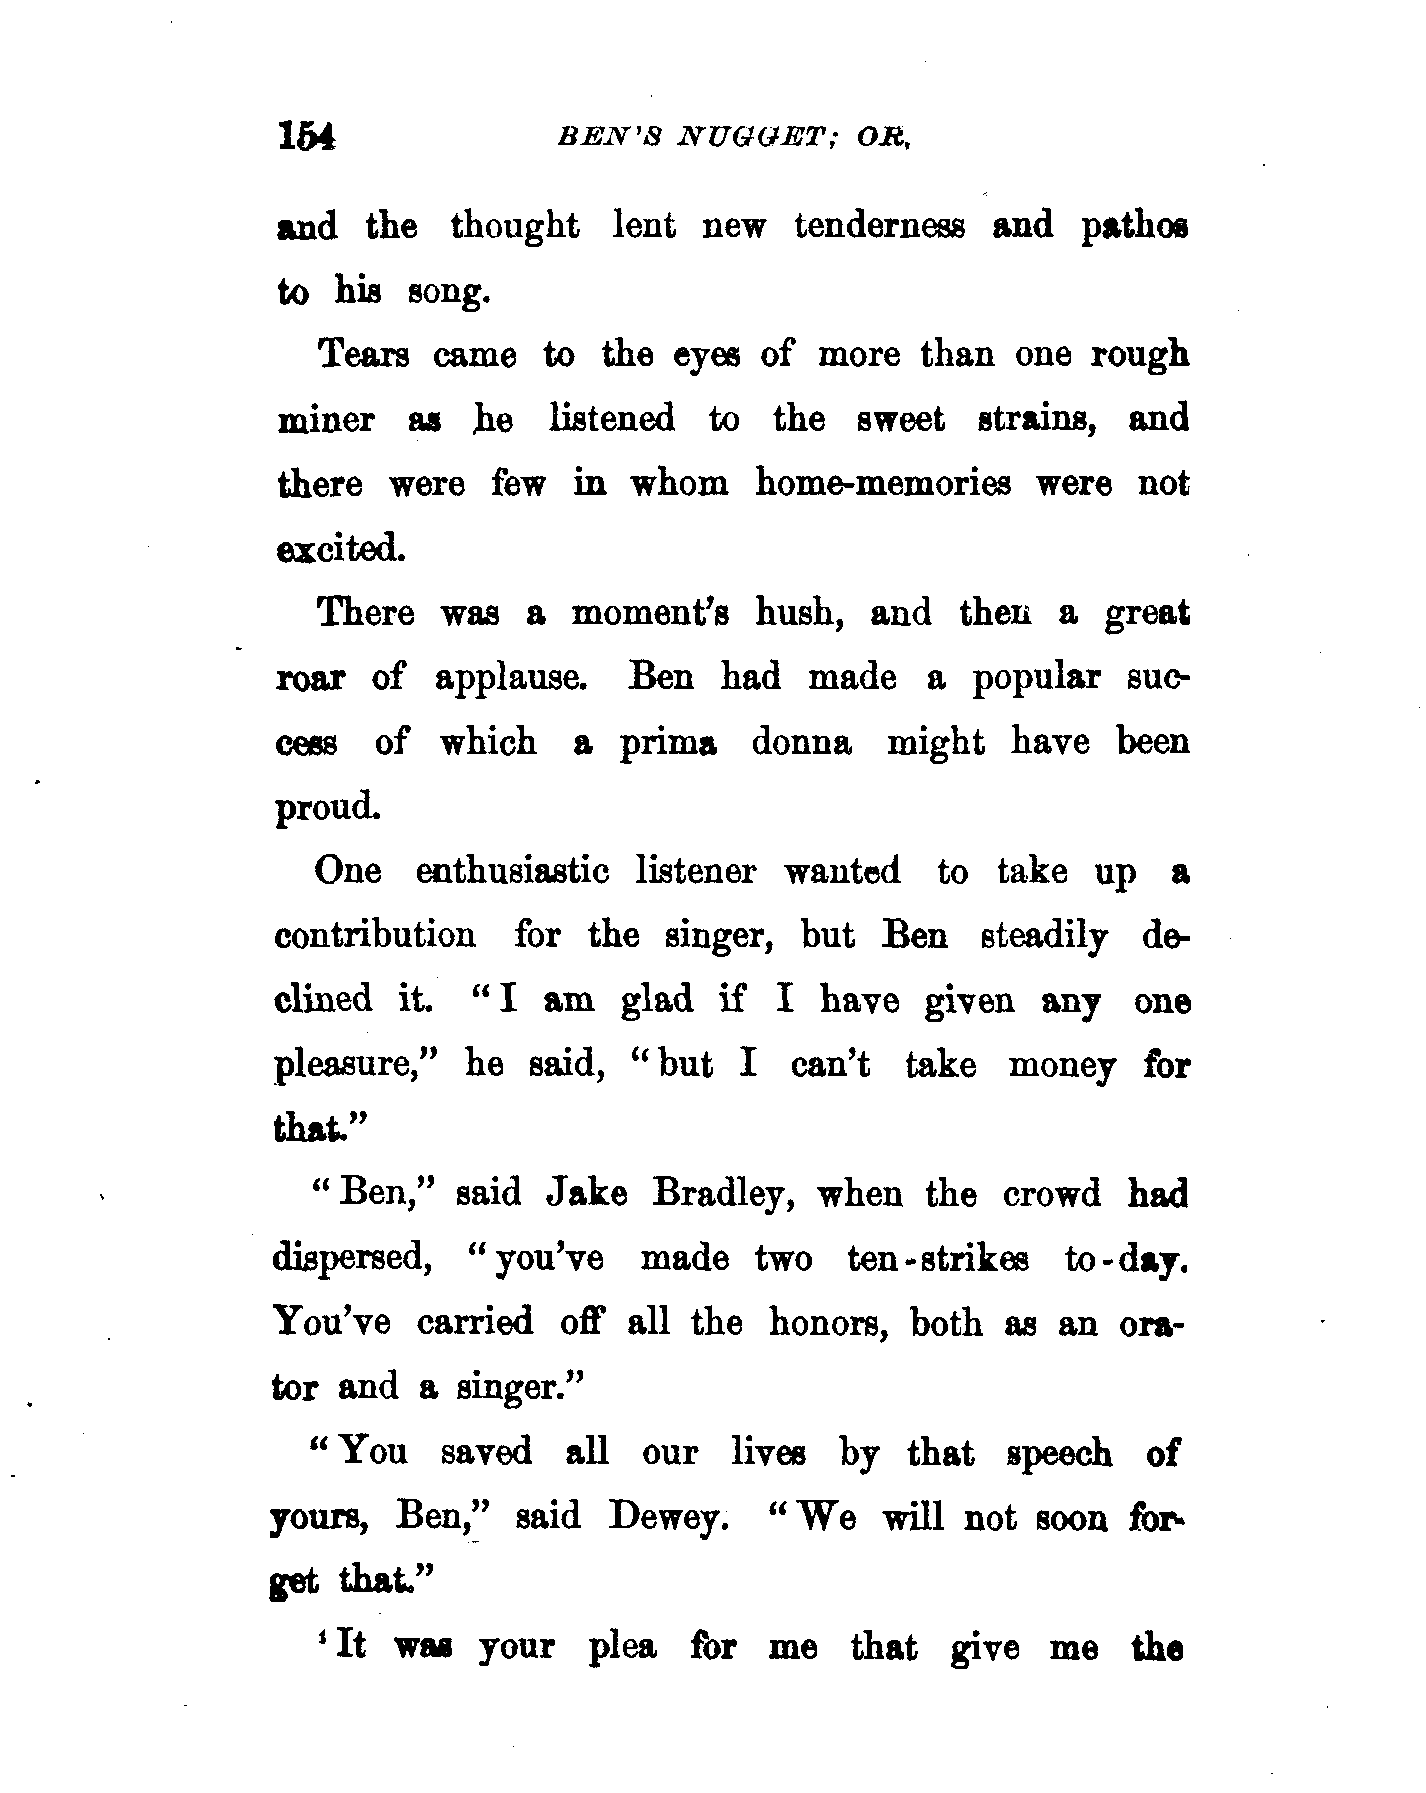 154 BEN'S NUGGET; OR,
and the thought lent new tenderness and pathos
to his song.
Tears came to the eyes of more than one rough
miner as he listened to the sweet strains, and
there were few in whom home-memories were not
excited.
There was a moment's hush, and then a great
roar of applause. Ben had made a popular suc-
cess of which a prima donna might have been
proud.
One enthusiastic listener wanted to take up a
contribution for the singer, but Ben steadily de-
clined it. "I am glad if I have given any one
pleasure," he said, "but I can't take money for
that."
"Ben," said Jake Bradley, when the crowd had
dispersed, "you've made two ten-strikes to-day.
You've carried off all the honors, both as an ora-
tor and a singer."
"You saved all our lives by that speech of
yours, Ben," said Dewey. "We will not soon for-
get that."
'It was your plea for me that give me the